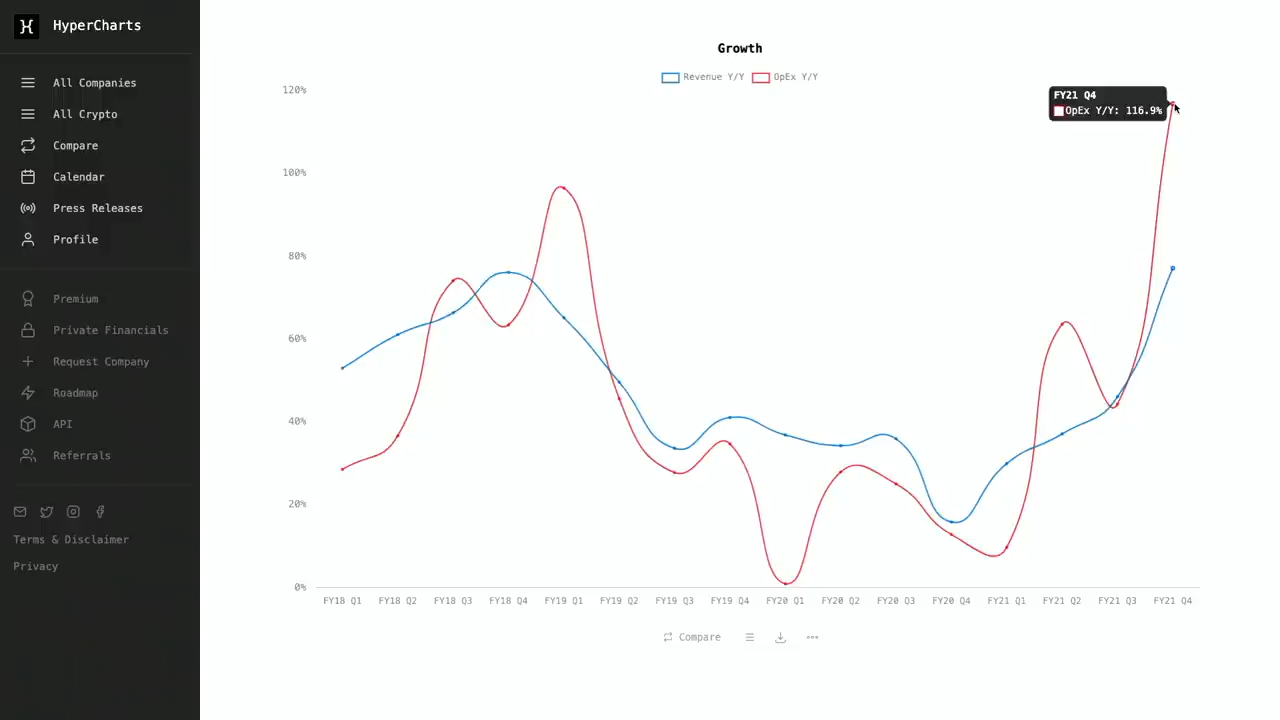 HyperCharts
All Companies
All Crypto
Compare
Calendar
Press Releases
Profile
Premium
Private Financials
Request Company
Roadmap
API
Referrals
Terms & Disclaimer
Privacy
Growth
Revenue Y/Y OpEx Y/Y
120%
100%
80%
60%
40%
20%
0%
FY21 Q4
OpEx Y/Y: 116.9%
FY18 Q1 FY18 Q2 FY18 Q3 FY18 Q4 FY19 Q1 FY19 Q2 FY19 Q3 FY19 Q4 FY20 Q1 FY20 Q2 FY20 Q3 FY20 Q4 FY21 Q1 FY21 Q2 FY21 Q3 FY21 Q4
Compare